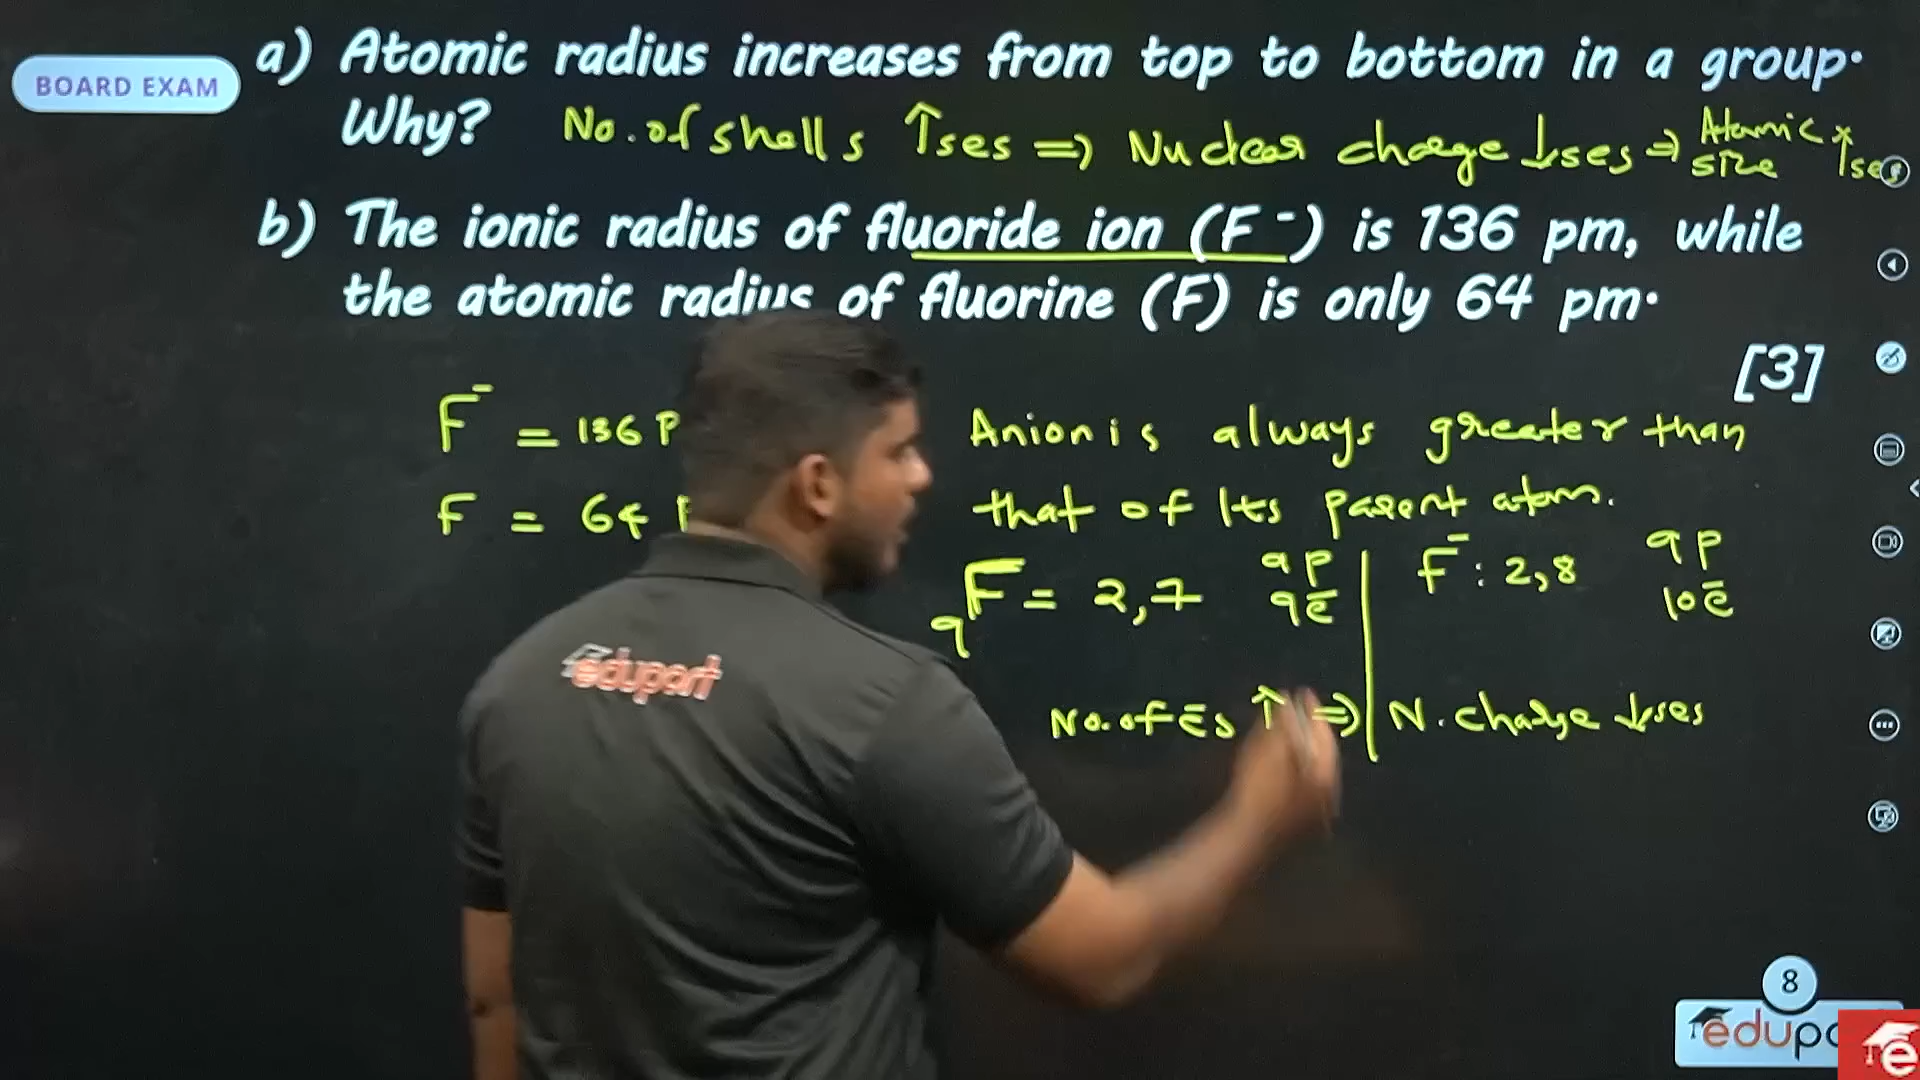 BOARD EXAM
a) Atomic radius increases from top to bottom in a group.
Why? No. of shells ↑ses ⇒ Nuclear charge ↓ses ⇒ Atomic size ↑ses
b) The ionic radius of fluoride ion (F⁻) is 136 pm, while
the atomic radius of fluorine (F) is only 64 pm.
[3]
F⁻ = 136 P
F = 64
Anion is always greater than
that of Its parent atom.
₉F = 2,7 9p 9e̅
F⁻: 2,8 9p 10e̅
No. of e̅s ↑ ⇒ N. charge ↓ses
eduport
8
edupo